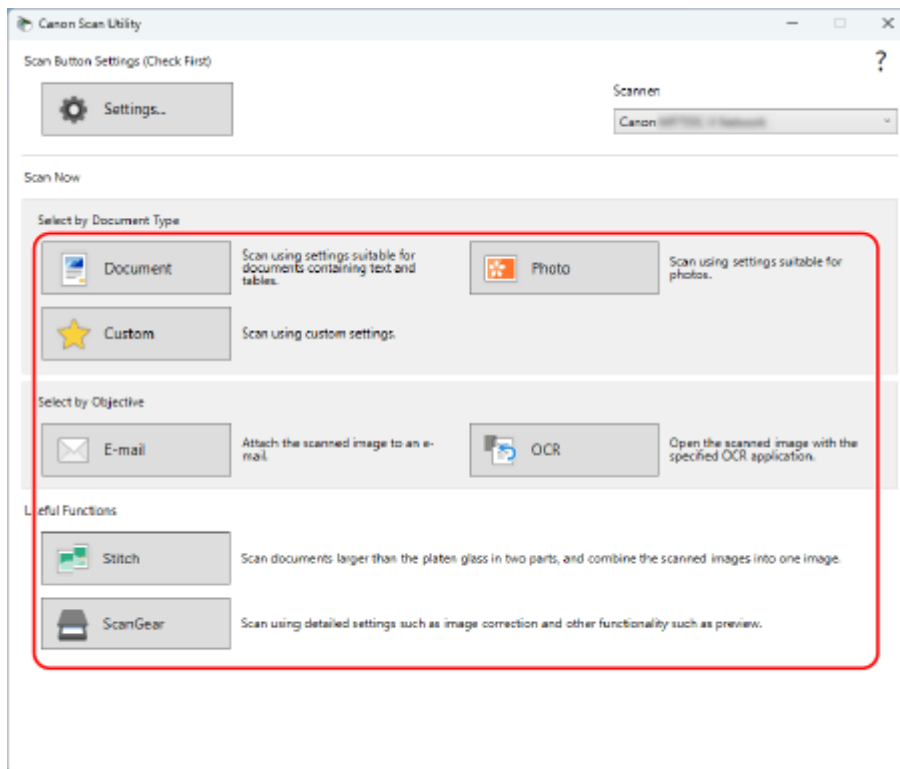 Canon Scan Utility
Scan Button Settings (Check First)
?
Settings...
Scanner:
Canon
Scan Now
Select by Document Type
Document
Scan using settings suitable for
documents containing text and
tables.
Photo
Scan using settings suitable for
photos.
Custom
Scan using custom settings.
Select by Objective
E-mail
Attach the scanned image to an e-
mail.
OCR
Open the scanned image with the
specified OCR application.
Useful Functions
Stitch
Scan documents larger than the platen glass in two parts, and combine the scanned images into one image.
ScanGear
Scan using detailed settings such as image correction and other functionality such as preview.